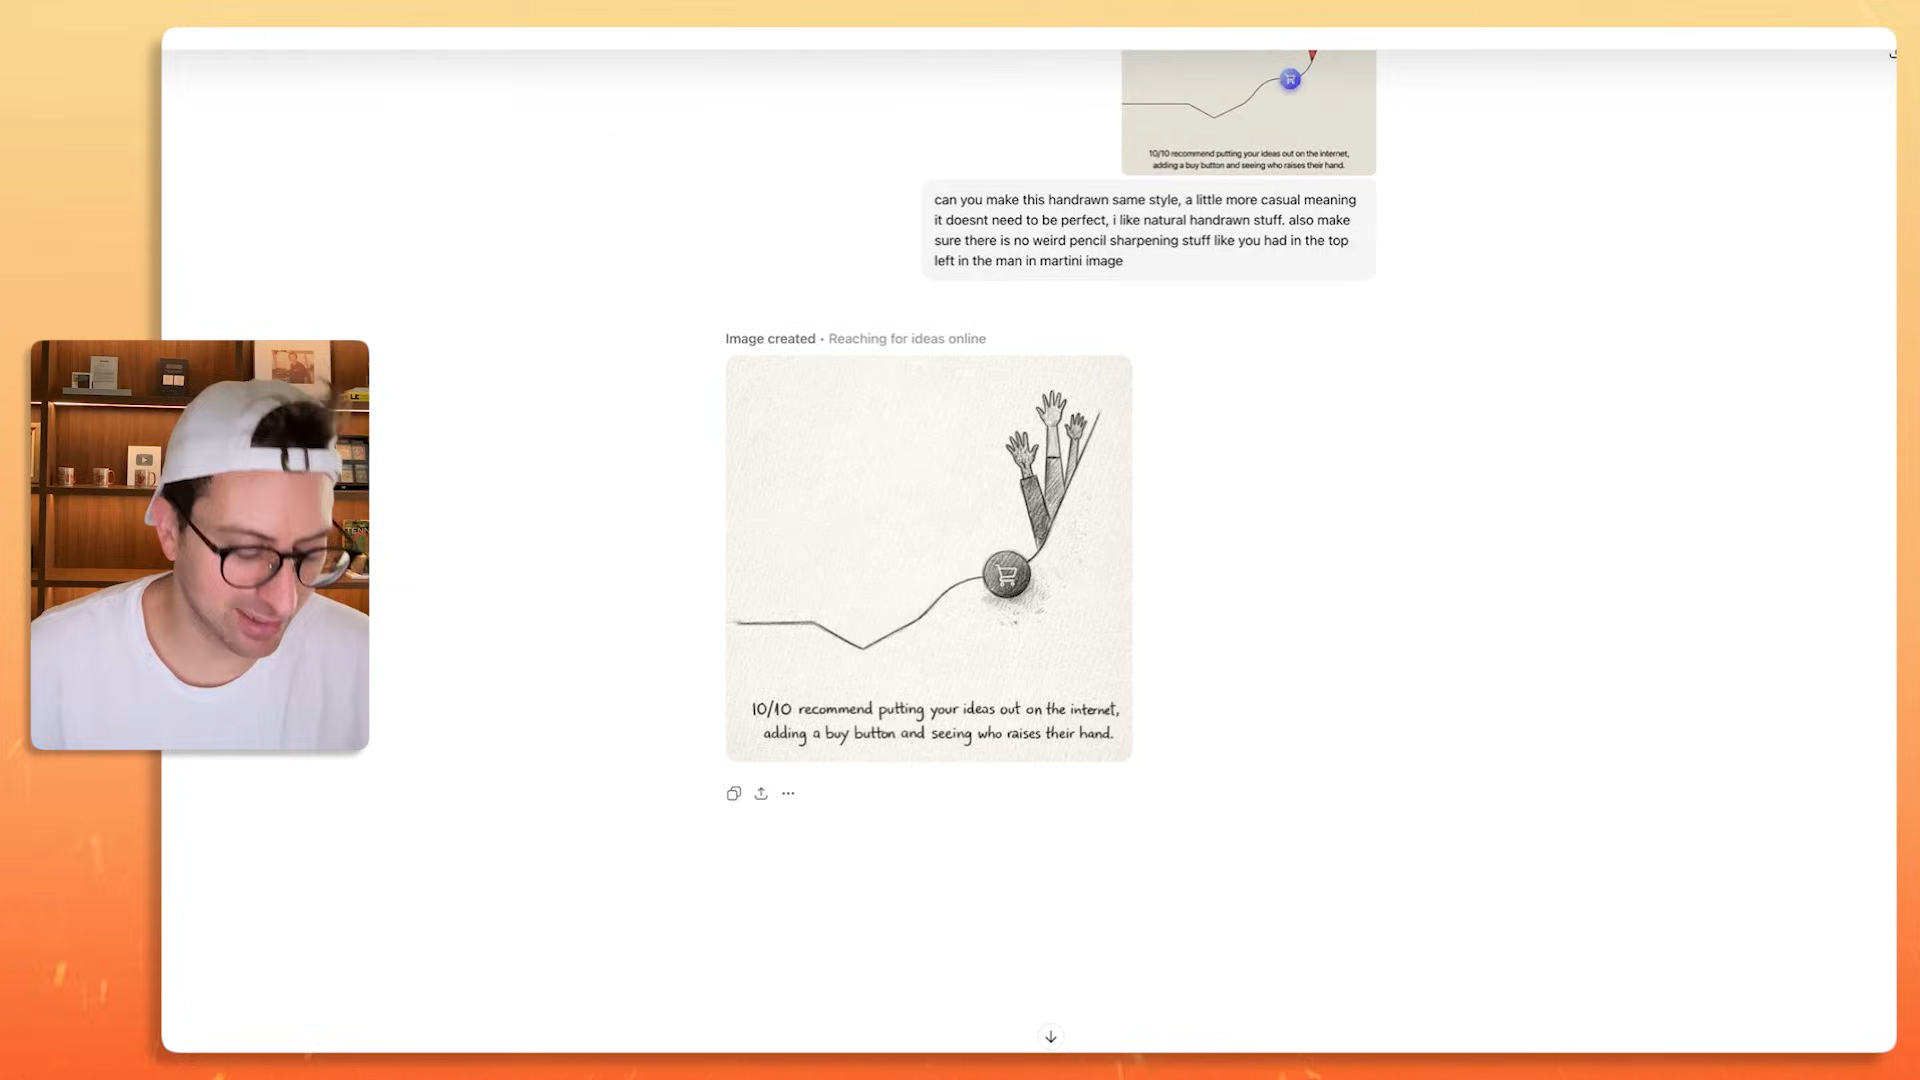 10/10 recommend putting your ideas out on the internet,
adding a buy button and seeing who raises their hand.
can you make this handrawn same style, a little more casual meaning
it doesnt need to be perfect, i like natural handrawn stuff. also make
sure there is no weird pencil sharpening stuff like you had in the top
left in the man in martini image
Image created • Reaching for ideas online
10/10 recommend putting your ideas out on the internet,
adding a buy button and seeing who raises their hand.